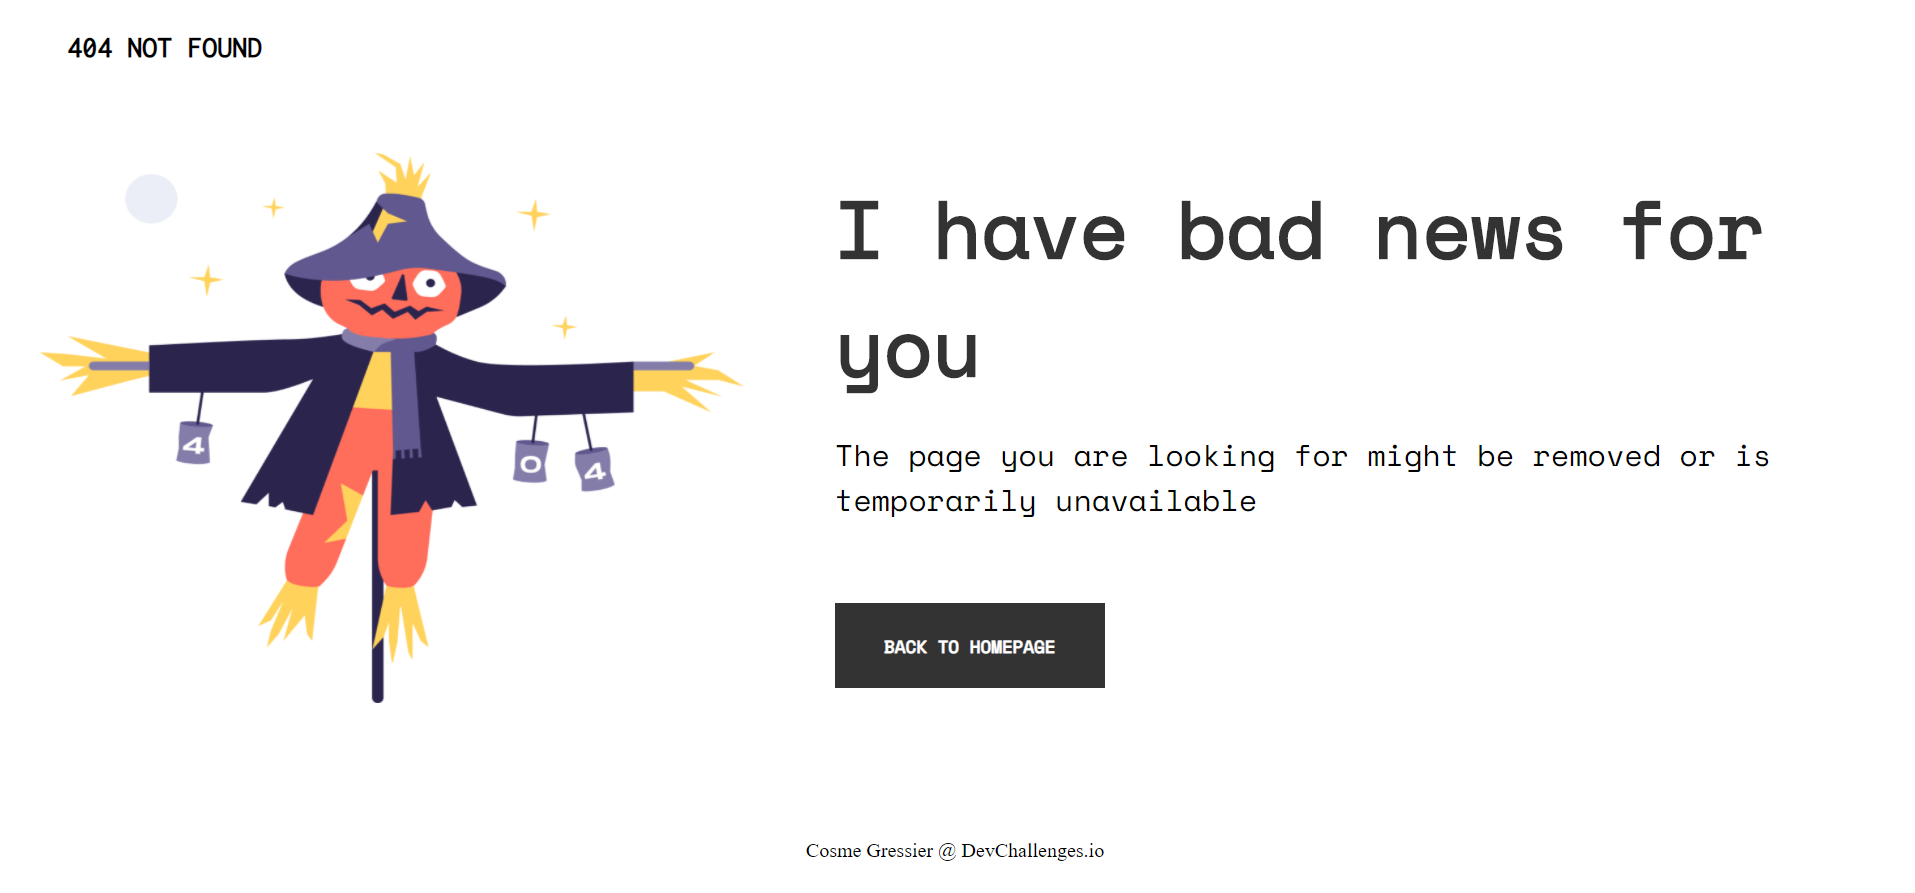 404 NOT FOUND
I have bad news for
you
The page you are looking for might be removed or is
temporarily unavailable
4
0
4
BACK TO HOMEPAGE
Cosme Gressier @ DevChallenges.io